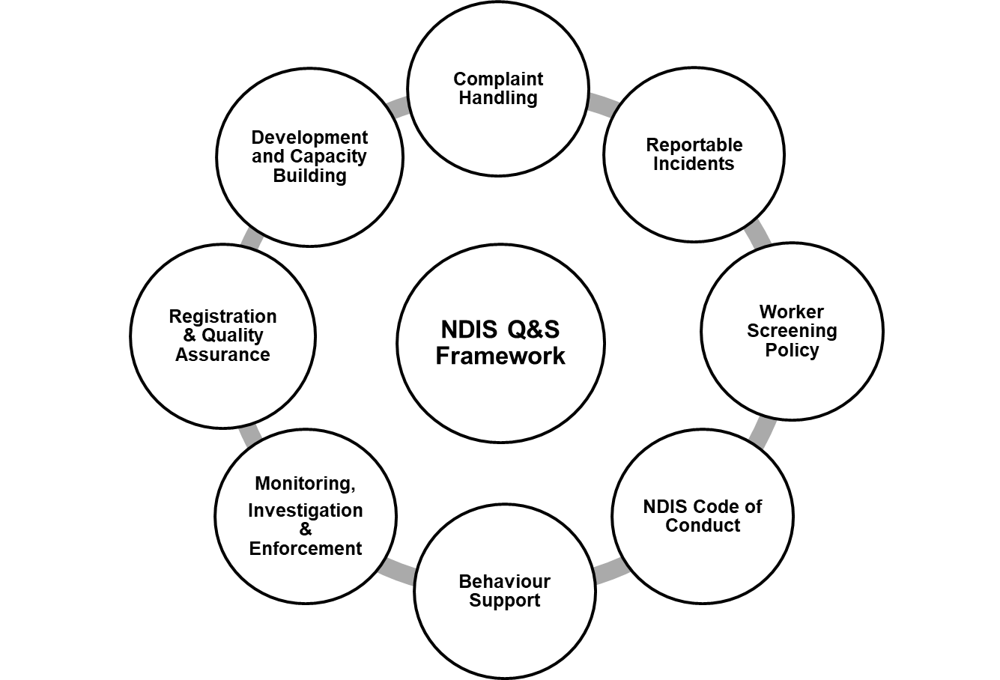 Complaint
Handling
Reportable
Incidents
Worker
Screening
Policy
NDIS Code of
Conduct
Behaviour
Support
Monitoring,
Investigation
&
Enforcement
Registration
& Quality
Assurance
Development
and Capacity
Building
NDIS Q&S
Framework